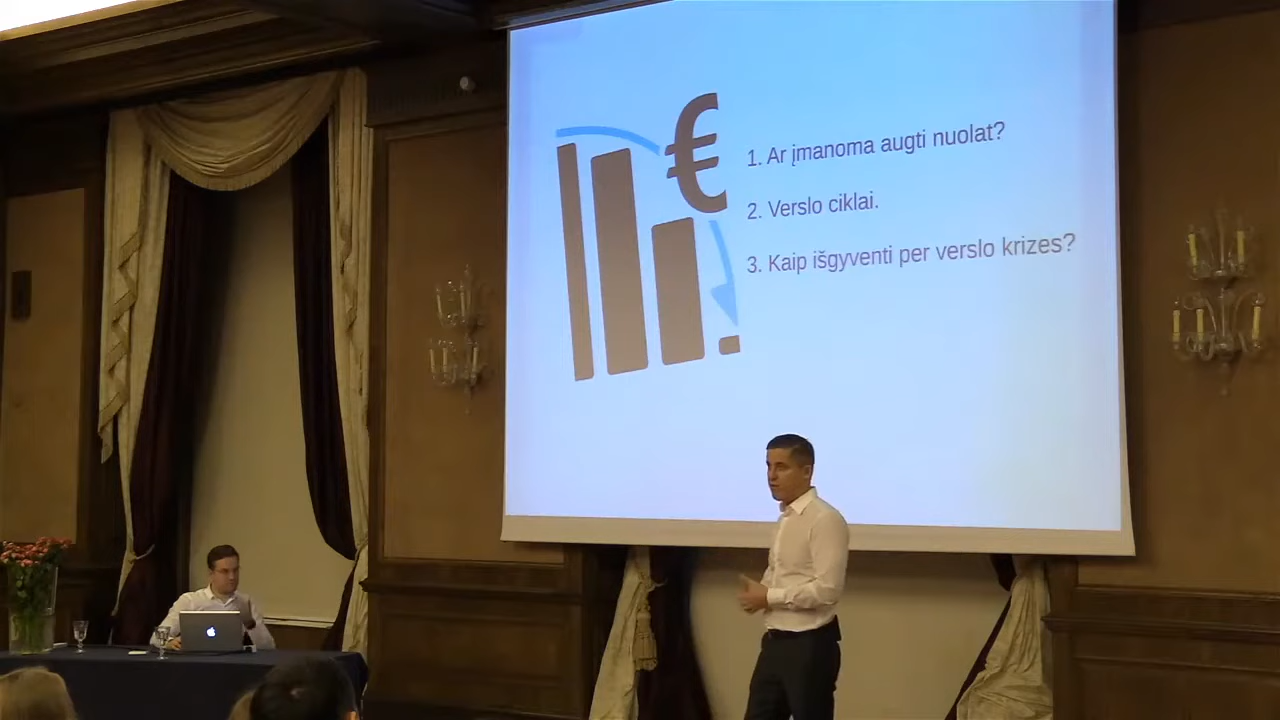 €
1. Ar įmanoma augti nuolat?
2. Verslo ciklai.
3. Kaip išgyventi per verslo krizes?